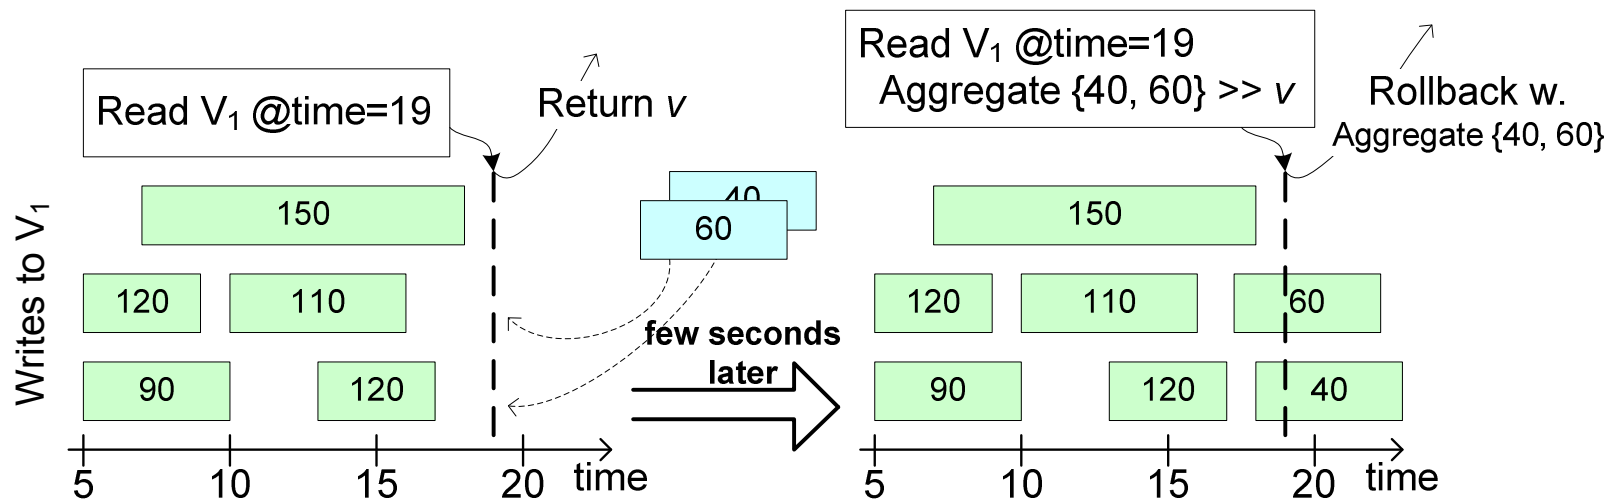 Read V1 @time=19
Return v
Writes to V1
150
120
110
90
120
40
60
5
10
15
20
time
few seconds
later
Read V1 @time=19
Aggregate {40, 60} >> v
Rollback w.
Aggregate {40, 60}
150
120
110
60
90
120
40
5
10
15
20
time